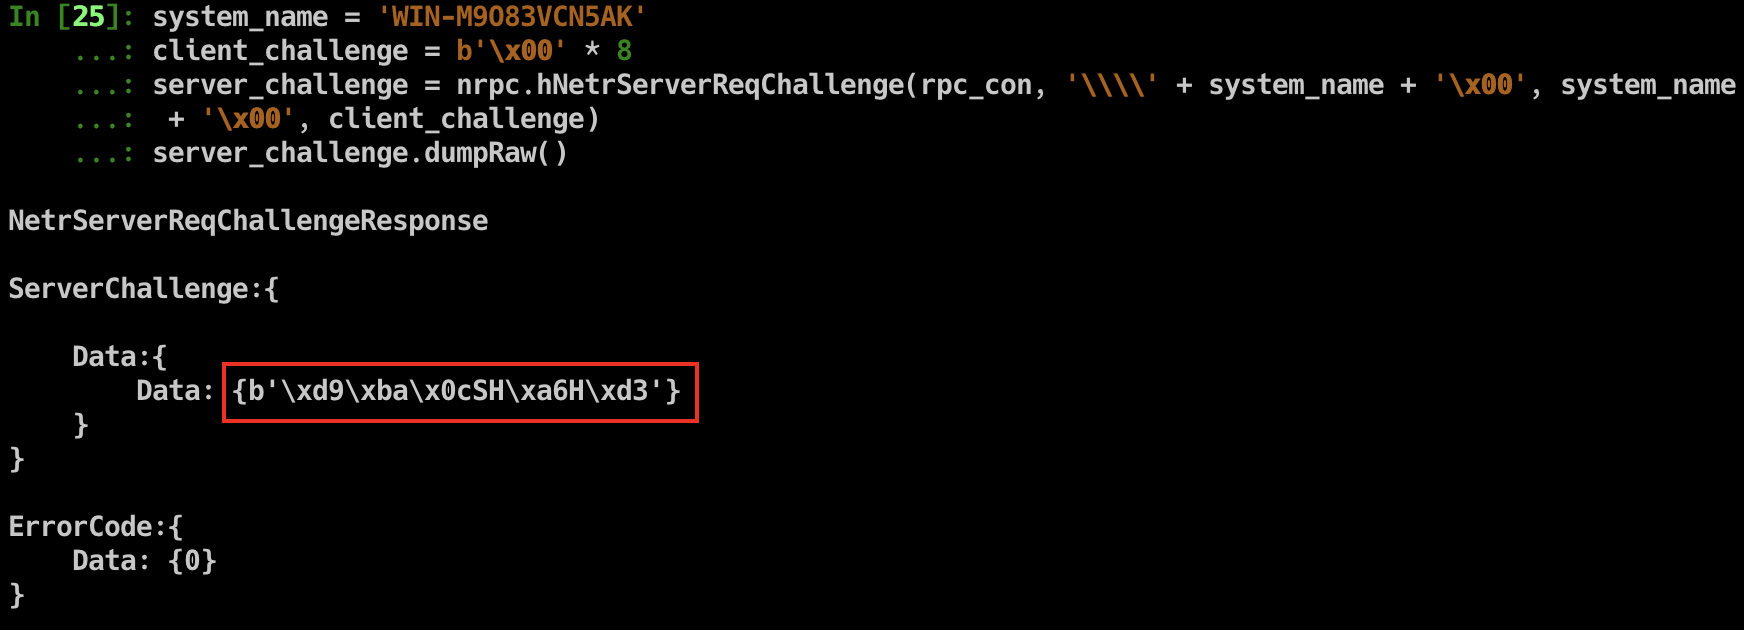 In [25]: system_name = 'WIN-M9O83VCN5AK'
    ...: client_challenge = b'\x00' * 8
    ...: server_challenge = nrpc.hNetrServerReqChallenge(rpc_con, '\\\\' + system_name + '\x00', system_name
    ...:  + '\x00', client_challenge)
    ...: server_challenge.dumpRaw()

NetrServerReqChallengeResponse

ServerChallenge:{

    Data:{
        Data: {b'\xd9\xba\x0cSH\xa6H\xd3'}
    }
}

ErrorCode:{
    Data: {0}
}